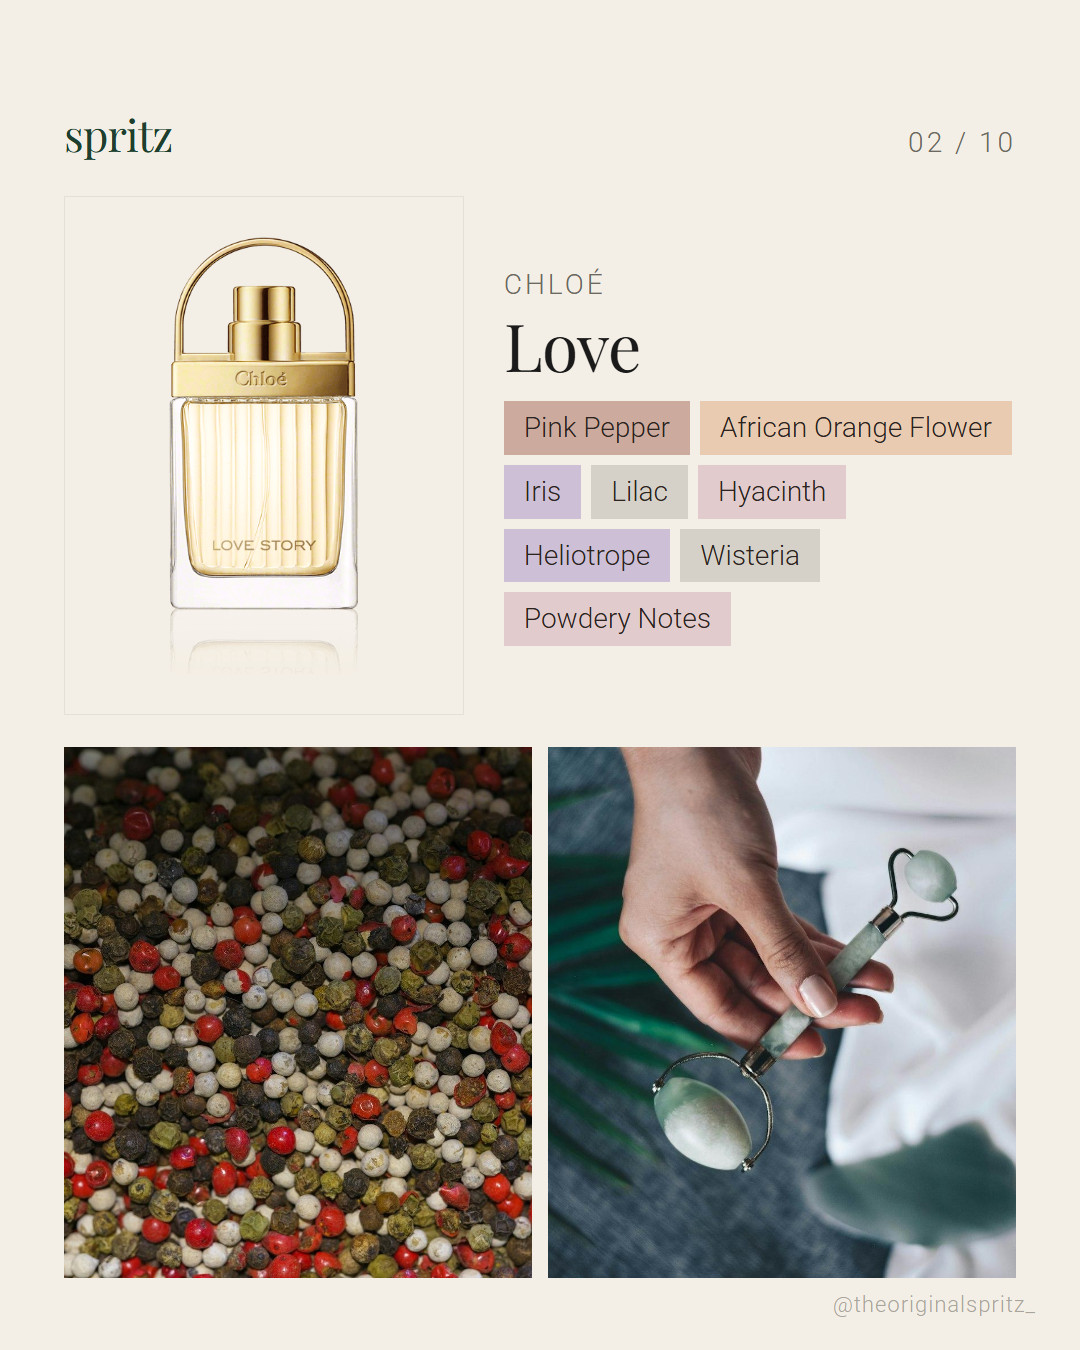 spritz
02 / 10
CHLOÉ
Love
Pink Pepper
African Orange Flower
Iris
Lilac
Hyacinth
Heliotrope
Wisteria
Powdery Notes
Chloé
LOVE STORY
@theoriginalspritz_